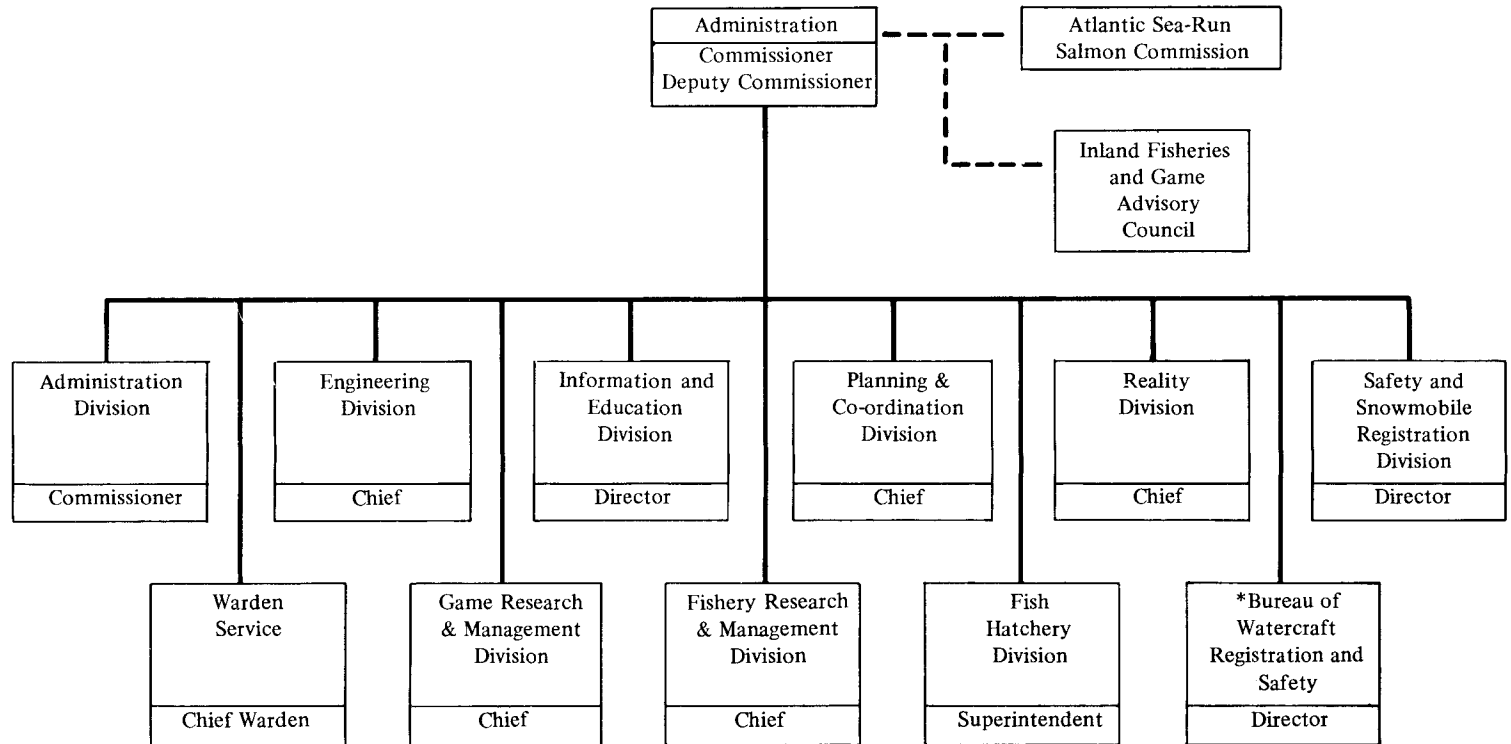 Administration
Commissioner
Deputy Commissioner
Atlantic Sea-Run
Salmon Commission
Inland Fisheries
and Game
Advisory
Council
Administration
Division
Commissioner
Engineering
Division
Chief
Information and
Education
Division
Director
Planning &
Co-ordination
Division
Chief
Reality
Division
Chief
Safety and
Snowmobile
Registration
Division
Director
Warden
Service
Chief Warden
Game Research
& Management
Division
Chief
Fishery Research
& Management
Division
Chief
Fish
Hatchery
Division
Superintendent
*Bureau of
Watercraft
Registration and
Safety
Director